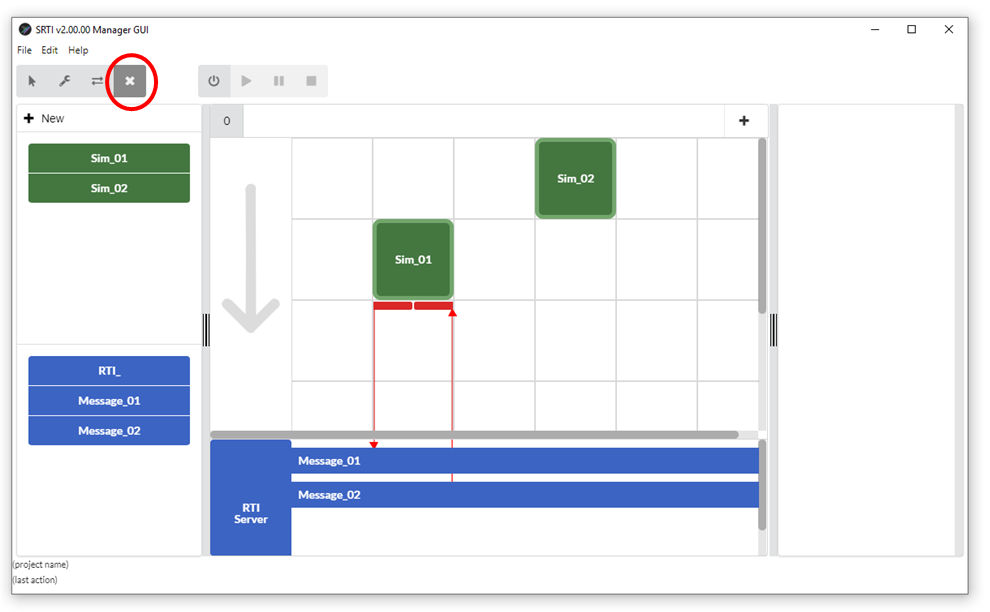 SRTI v2.00.00 Manager GUI
File Edit Help
New
0
Sim_01
Sim_02
Sim_02
Sim_01
RTI_
Message_01
Message_02
Message_01
Message_02
RTI
Server
(project name)
(last action)